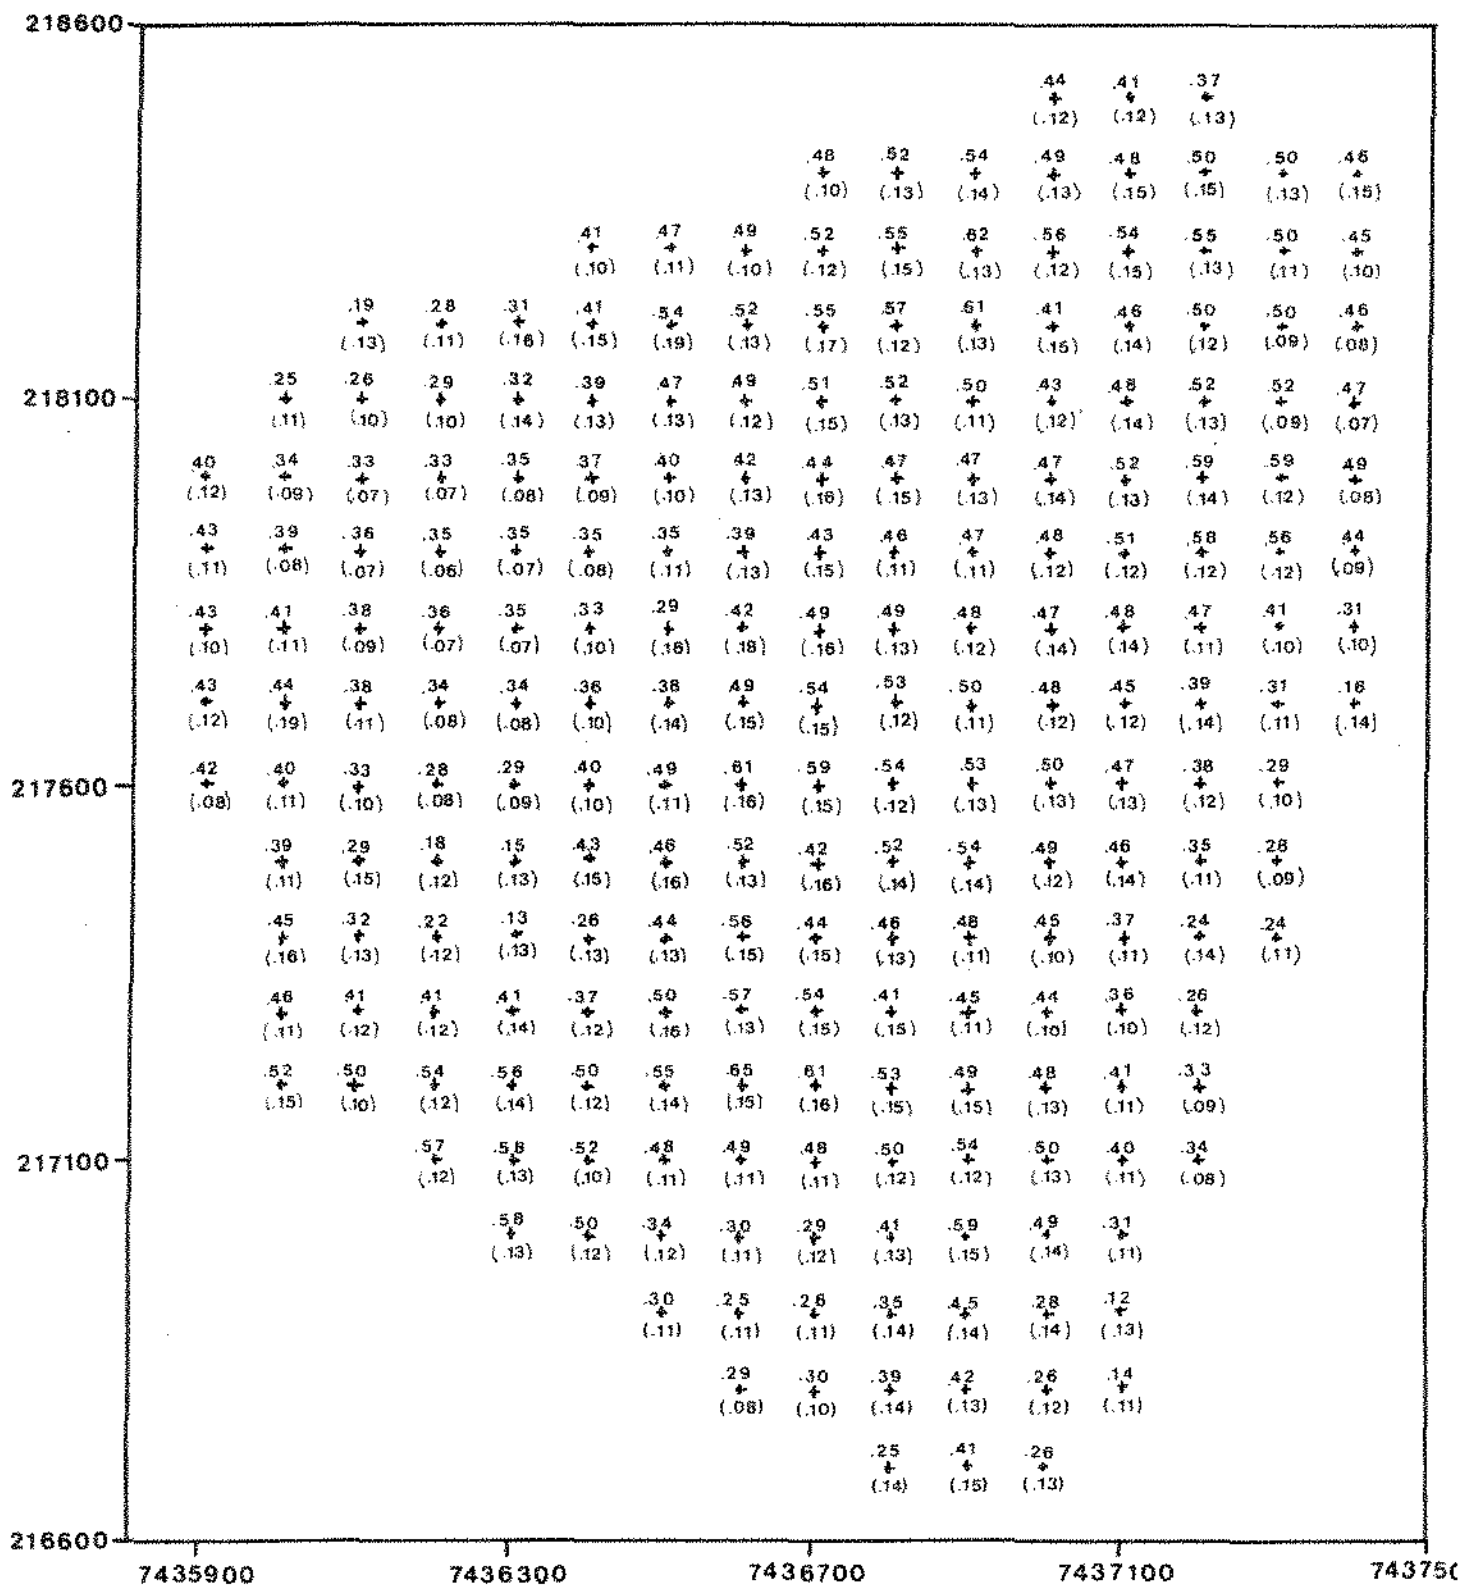 218600
.44 .41 .37
(.12) (.12) (.13)
.48 .52 .54 .49 .48 .50 .50 .46
(.10) (.13) (.14) (.13) (.15) (.15) (.13) (.15)
.41 .47 .49 .52 .55 .62 .56 .54 .55 .50 .45
(.10) (.11) (.10) (.12) (.15) (.13) (.12) (.15) (.13) (.11) (.10)
.19 .28 .31 .41 .54 .52 .55 .57 .61 .41 .46 .50 .50 .46
(.13) (.11) (.16) (.15) (.19) (.13) (.17) (.12) (.13) (.15) (.14) (.12) (.09) (.08)
218100
.25 .26 .29 .32 .39 .47 .49 .51 .52 .50 .43 .48 .52 .52 .47
(.11) (.10) (.10) (.14) (.13) (.13) (.12) (.15) (.13) (.11) (.12) (.14) (.13) (.09) (.07)
.40 .34 .33 .33 .35 .37 .40 .42 .44 .47 .47 .47 .52 .59 .59 .49
(.12) (.09) (.07) (.07) (.08) (.09) (.10) (.13) (.16) (.15) (.13) (.14) (.13) (.14) (.12) (.08)
.43 .39 .36 .35 .35 .35 .35 .39 .43 .46 .47 .48 .51 .58 .56 .44
(.11) (.08) (.07) (.06) (.07) (.08) (.11) (.13) (.15) (.11) (.11) (.12) (.12) (.12) (.12) (.09)
.43 .41 .38 .36 .35 .33 .29 .42 .49 .49 .48 .47 .48 .47 .41 .31
(.10) (.11) (.09) (.07) (.07) (.10) (.16) (.18) (.16) (.13) (.12) (.14) (.14) (.11) (.10) (.10)
.43 .44 .38 .34 .34 .36 .38 .49 .54 .53 .50 .48 .45 .39 .31 .16
(.12) (.19) (.11) (.08) (.08) (.10) (.14) (.15) (.15) (.12) (.11) (.12) (.12) (.14) (.11) (.14)
217600
.42 .40 .33 .28 .29 .40 .49 .61 .59 .54 .53 .50 .47 .38 .29
(.08) (.11) (.10) (.08) (.09) (.10) (.11) (.16) (.15) (.12) (.13) (.13) (.13) (.12) (.10)
.39 .29 .18 .15 .43 .46 .52 .42 .52 .54 .49 .46 .35 .28
(.11) (.15) (.12) (.13) (.15) (.16) (.13) (.16) (.14) (.14) (.12) (.14) (.11) (.09)
.45 .32 .22 .13 .26 .44 .56 .44 .46 .48 .45 .37 .24 .24
(.16) (.13) (.12) (.13) (.13) (.13) (.15) (.15) (.13) (.11) (.10) (.11) (.14) (.11)
.46 .41 .41 .41 .37 .50 .57 .54 .41 .45 .44 .36 .26
(.11) (.12) (.12) (.14) (.12) (.16) (.13) (.15) (.15) (.11) (.10) (.10) (.12)
.52 .50 .54 .56 .50 .55 .65 .61 .53 .49 .48 .41 .33
(.15) (.10) (.12) (.14) (.12) (.14) (.15) (.16) (.15) (.15) (.13) (.11) (.09)
217100
.57 .58 .52 .48 .49 .48 .50 .54 .50 .40 .34
(.12) (.13) (.10) (.11) (.11) (.11) (.12) (.12) (.13) (.11) (.08)
.58 .50 .34 .30 .29 .41 .59 .49 .31
(.13) (.12) (.12) (.11) (.12) (.13) (.15) (.14) (.11)
.30 .25 .26 .35 .45 .28 .12
(.11) (.11) (.11) (.14) (.14) (.14) (.13)
.29 .30 .39 .42 .26 .14
(.08) (.10) (.14) (.13) (.12) (.11)
.25 .41 .26
(.14) (.15) (.13)
216600
7435900 7436300 7436700 7437100 743750